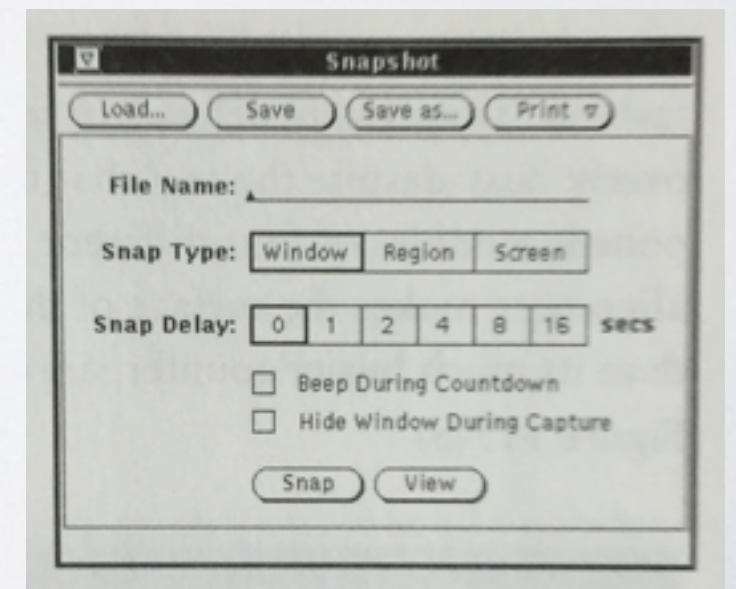 Snapshot
Load... Save Save as... Print
File Name:
Snap Type: Window Region Screen
Snap Delay: 0 1 2 4 8 16 secs
Beep During Countdown
Hide Window During Capture
Snap View